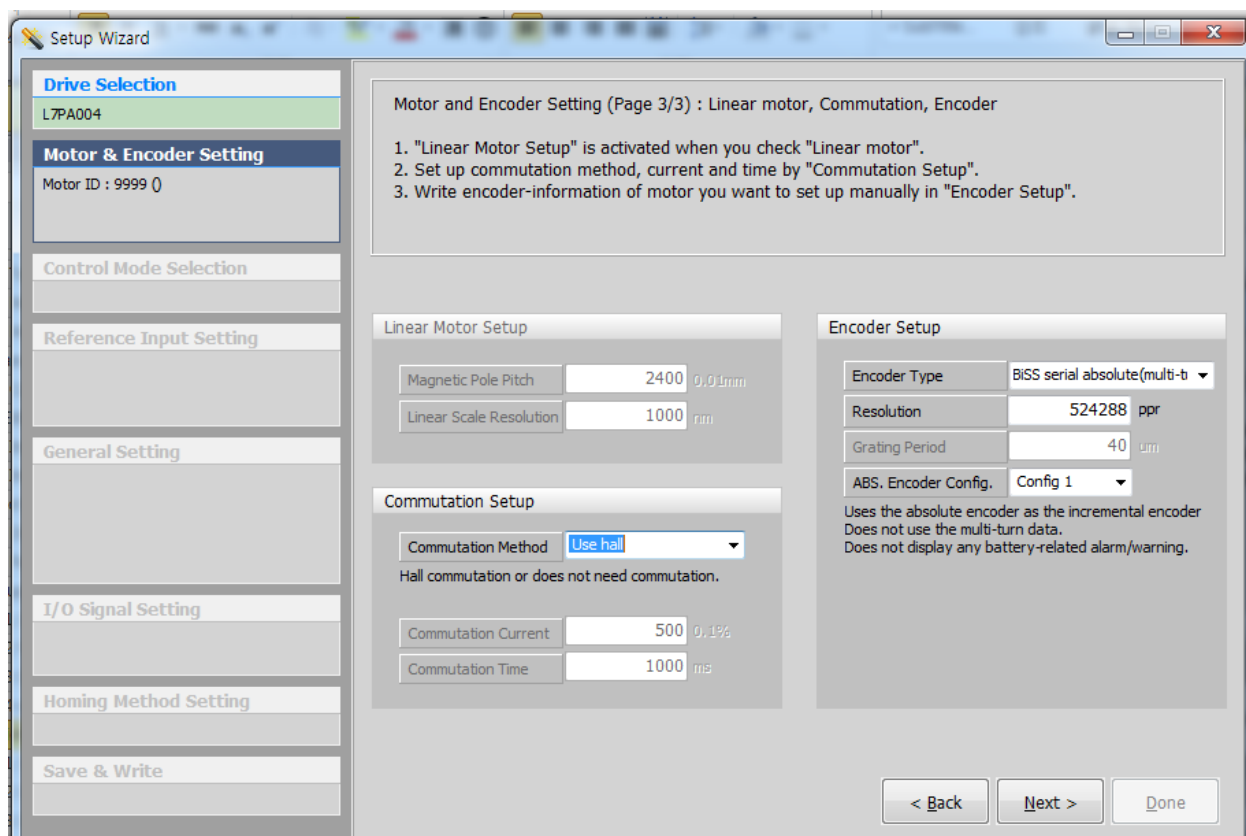 Setup Wizard
Drive Selection
L7PA004
Motor & Encoder Setting
Motor ID : 9999 ()
Control Mode Selection
Reference Input Setting
General Setting
I/O Signal Setting
Homing Method Setting
Save & Write
Motor and Encoder Setting (Page 3/3) : Linear motor, Commutation, Encoder
1. "Linear Motor Setup" is activated when you check "Linear motor".
2. Set up commutation method, current and time by "Commutation Setup".
3. Write encoder-information of motor you want to set up manually in "Encoder Setup".
Linear Motor Setup
Magnetic Pole Pitch 2400 0.01mm
Linear Scale Resolution 1000 nm
Commutation Setup
Commutation Method Use hall
Hall commutation or does not need commutation.
Commutation Current 500 0.1%
Commutation Time 1000 ms
Encoder Setup
Encoder Type BiSS serial absolute(multi-t
Resolution 524288 ppr
Grating Period 40 um
ABS. Encoder Config. Config 1
Uses the absolute encoder as the incremental encoder
Does not use the multi-turn data.
Does not display any battery-related alarm/warning.
< Back Next > Done